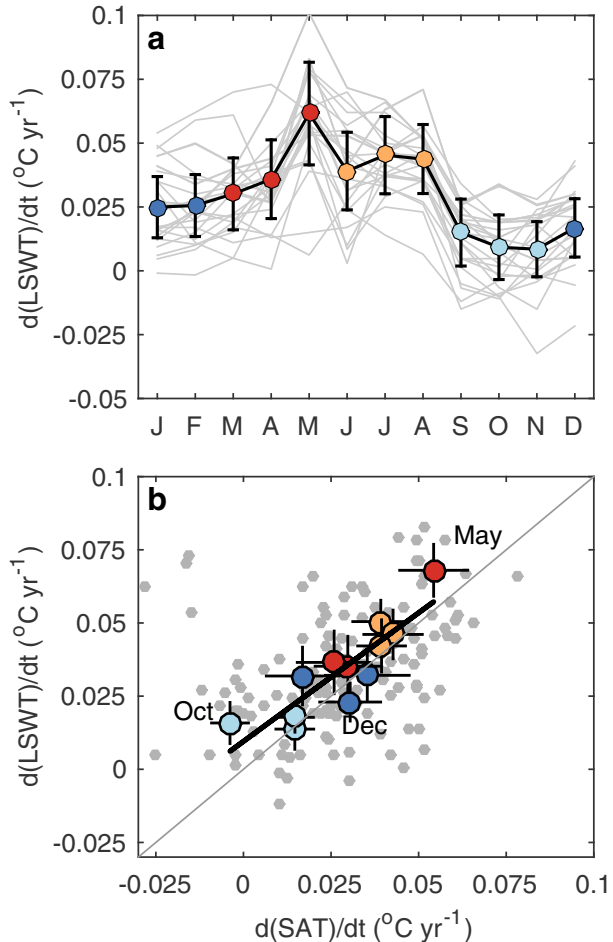 a
d(LSWT)/dt (°C yr⁻¹)
0.1
0.075
0.05
0.025
0
-0.025
-0.05
J F M A M J J A S O N D
b
d(LSWT)/dt (°C yr⁻¹)
0.1
0.075
0.05
0.025
0
-0.025
May
Oct
Dec
-0.025 0 0.025 0.05 0.075 0.1
d(SAT)/dt (°C yr⁻¹)